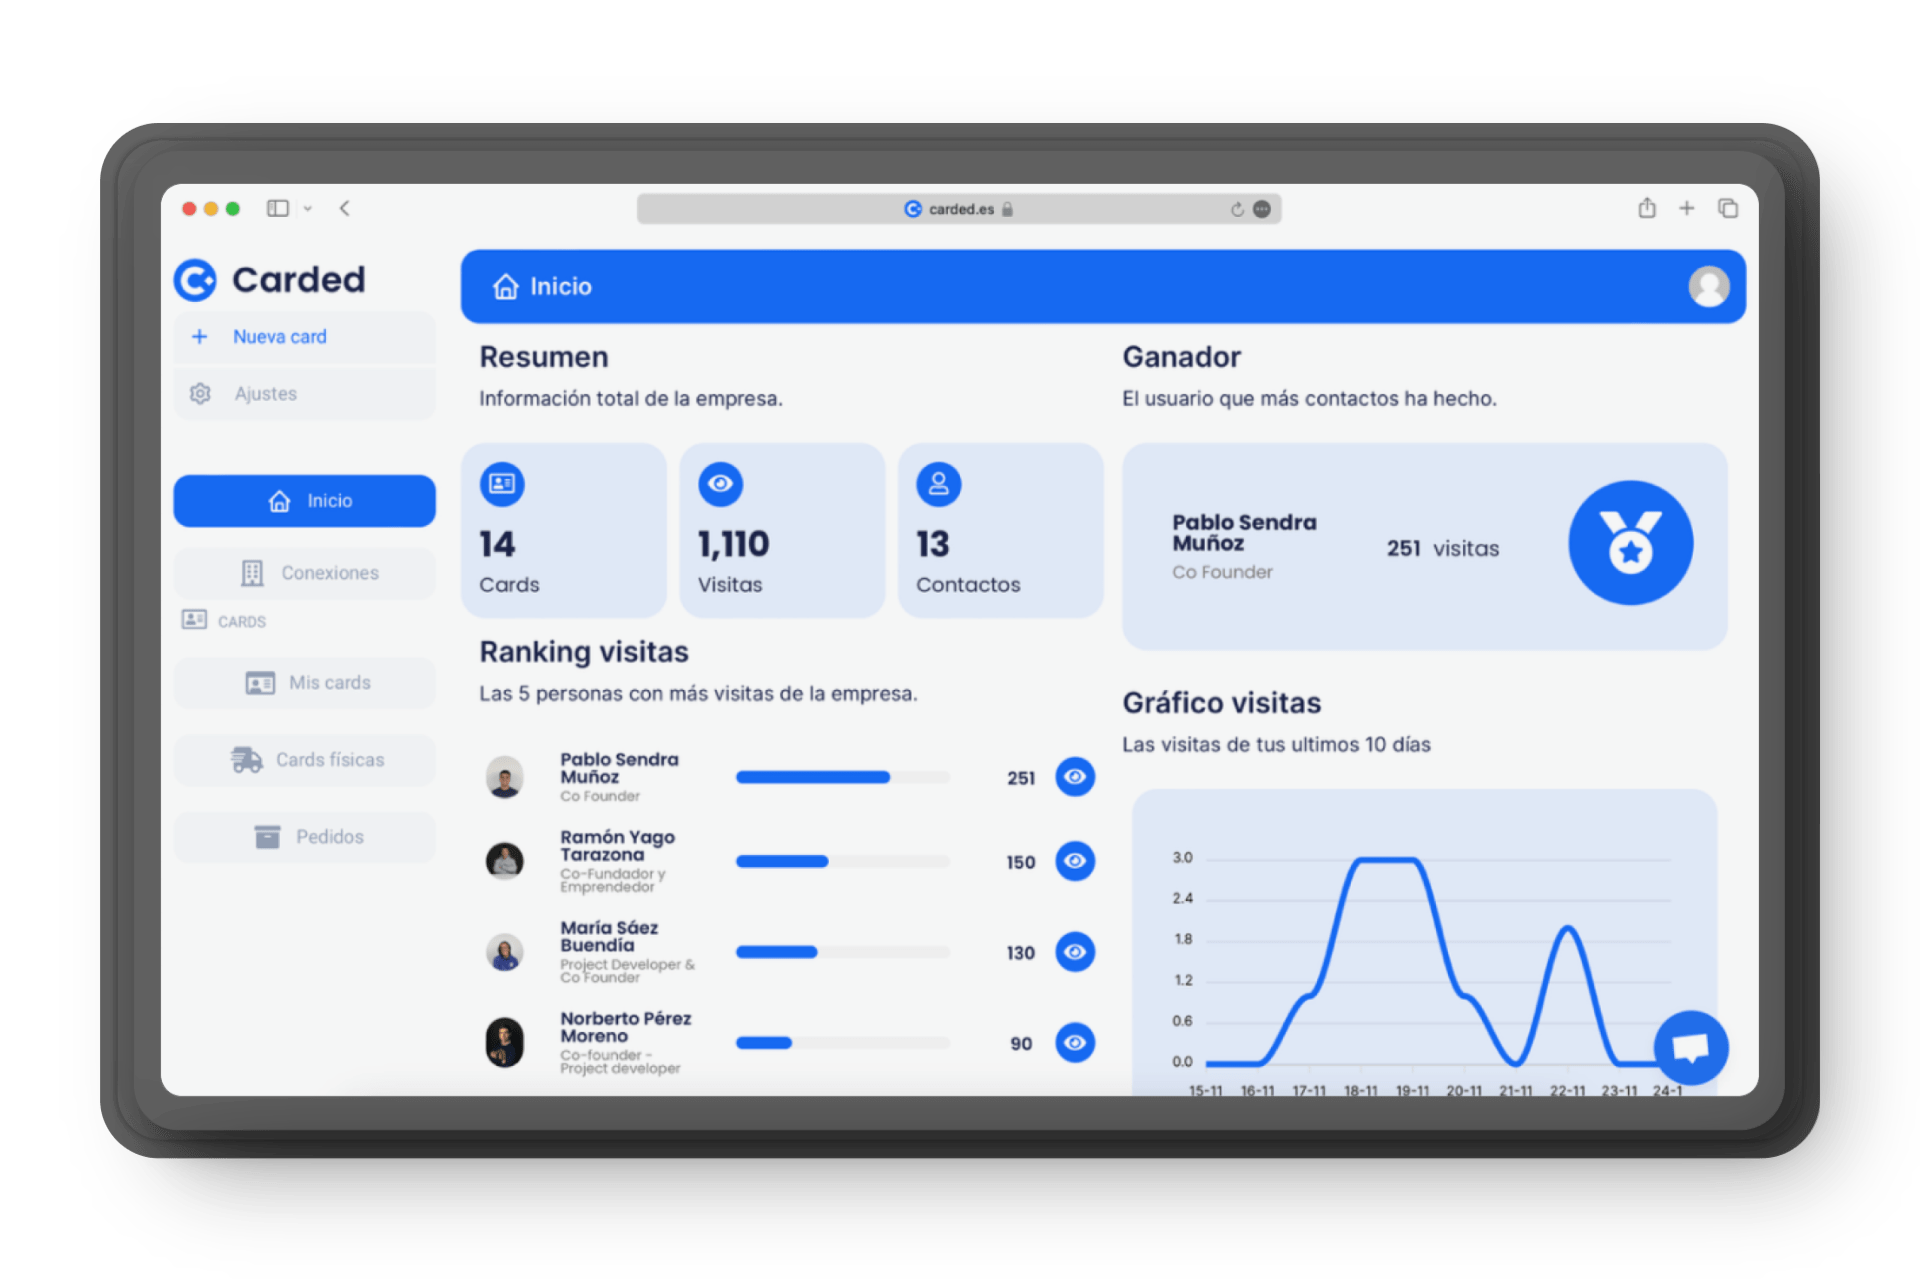 carded.es
Carded
Nueva card
Ajustes
Inicio
Conexiones
CARDS
Mis cards
Cards físicas
Pedidos
Inicio
Resumen
Información total de la empresa.
14
Cards
1,110
Visitas
13
Contactos
Ranking visitas
Las 5 personas con más visitas de la empresa.
Pablo Sendra
Muñoz
Co Founder
251
Ramón Yago
Tarazona
Co-Fundador y
Emprendedor
150
María Sáez
Buendía
Project Developer &
Co Founder
130
Norberto Pérez
Moreno
Co-founder -
Project developer
90
Ganador
El usuario que más contactos ha hecho.
Pablo Sendra
Muñoz
Co Founder
251 visitas
Gráfico visitas
Las visitas de tus ultimos 10 días
3.0
2.4
1.8
1.2
0.6
0.0
15-11 16-11 17-11 18-11 19-11 20-11 21-11 22-11 23-11 24-1